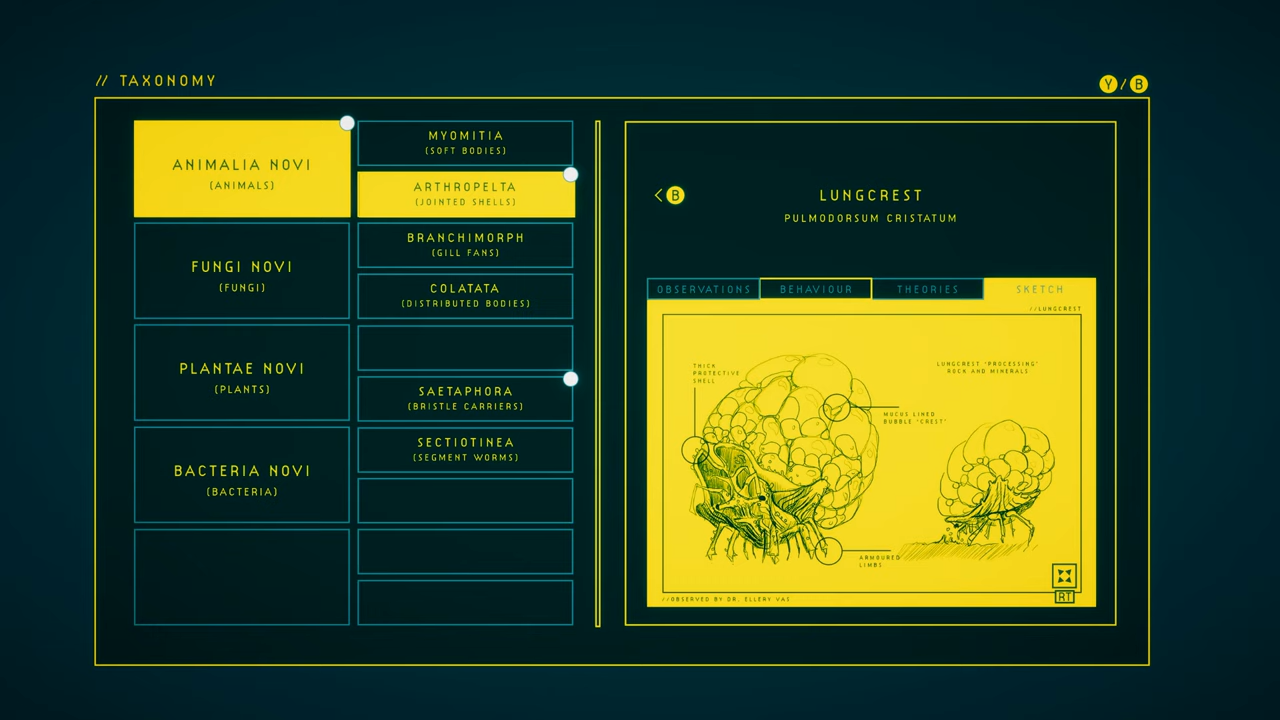 // TAXONOMY
Y / B
ANIMALIA NOVI
(ANIMALS)
FUNGI NOVI
(FUNGI)
PLANTAE NOVI
(PLANTS)
BACTERIA NOVI
(BACTERIA)
MYOMITIA
(SOFT BODIES)
ARTHROPELTA
(JOINTED SHELLS)
BRANCHIMORPH
(GILL FANS)
COLATATA
(DISTRIBUTED BODIES)
SAETAPHORA
(BRISTLE CARRIERS)
SECTIOTINEA
(SEGMENT WORMS)
< B
LUNGCREST
PULMODORSUM CRISTATUM
OBSERVATIONS
BEHAVIOUR
THEORIES
SKETCH
//LUNGCREST
THICK
PROTECTIVE
SHELL
LUNGCREST "PROCESSING"
ROCK AND MINERALS
MUCUS LINED
BUBBLE "CREST"
ARMOURED
LIMBS
//OBSERVED BY DR. ELLERY VAS
RT